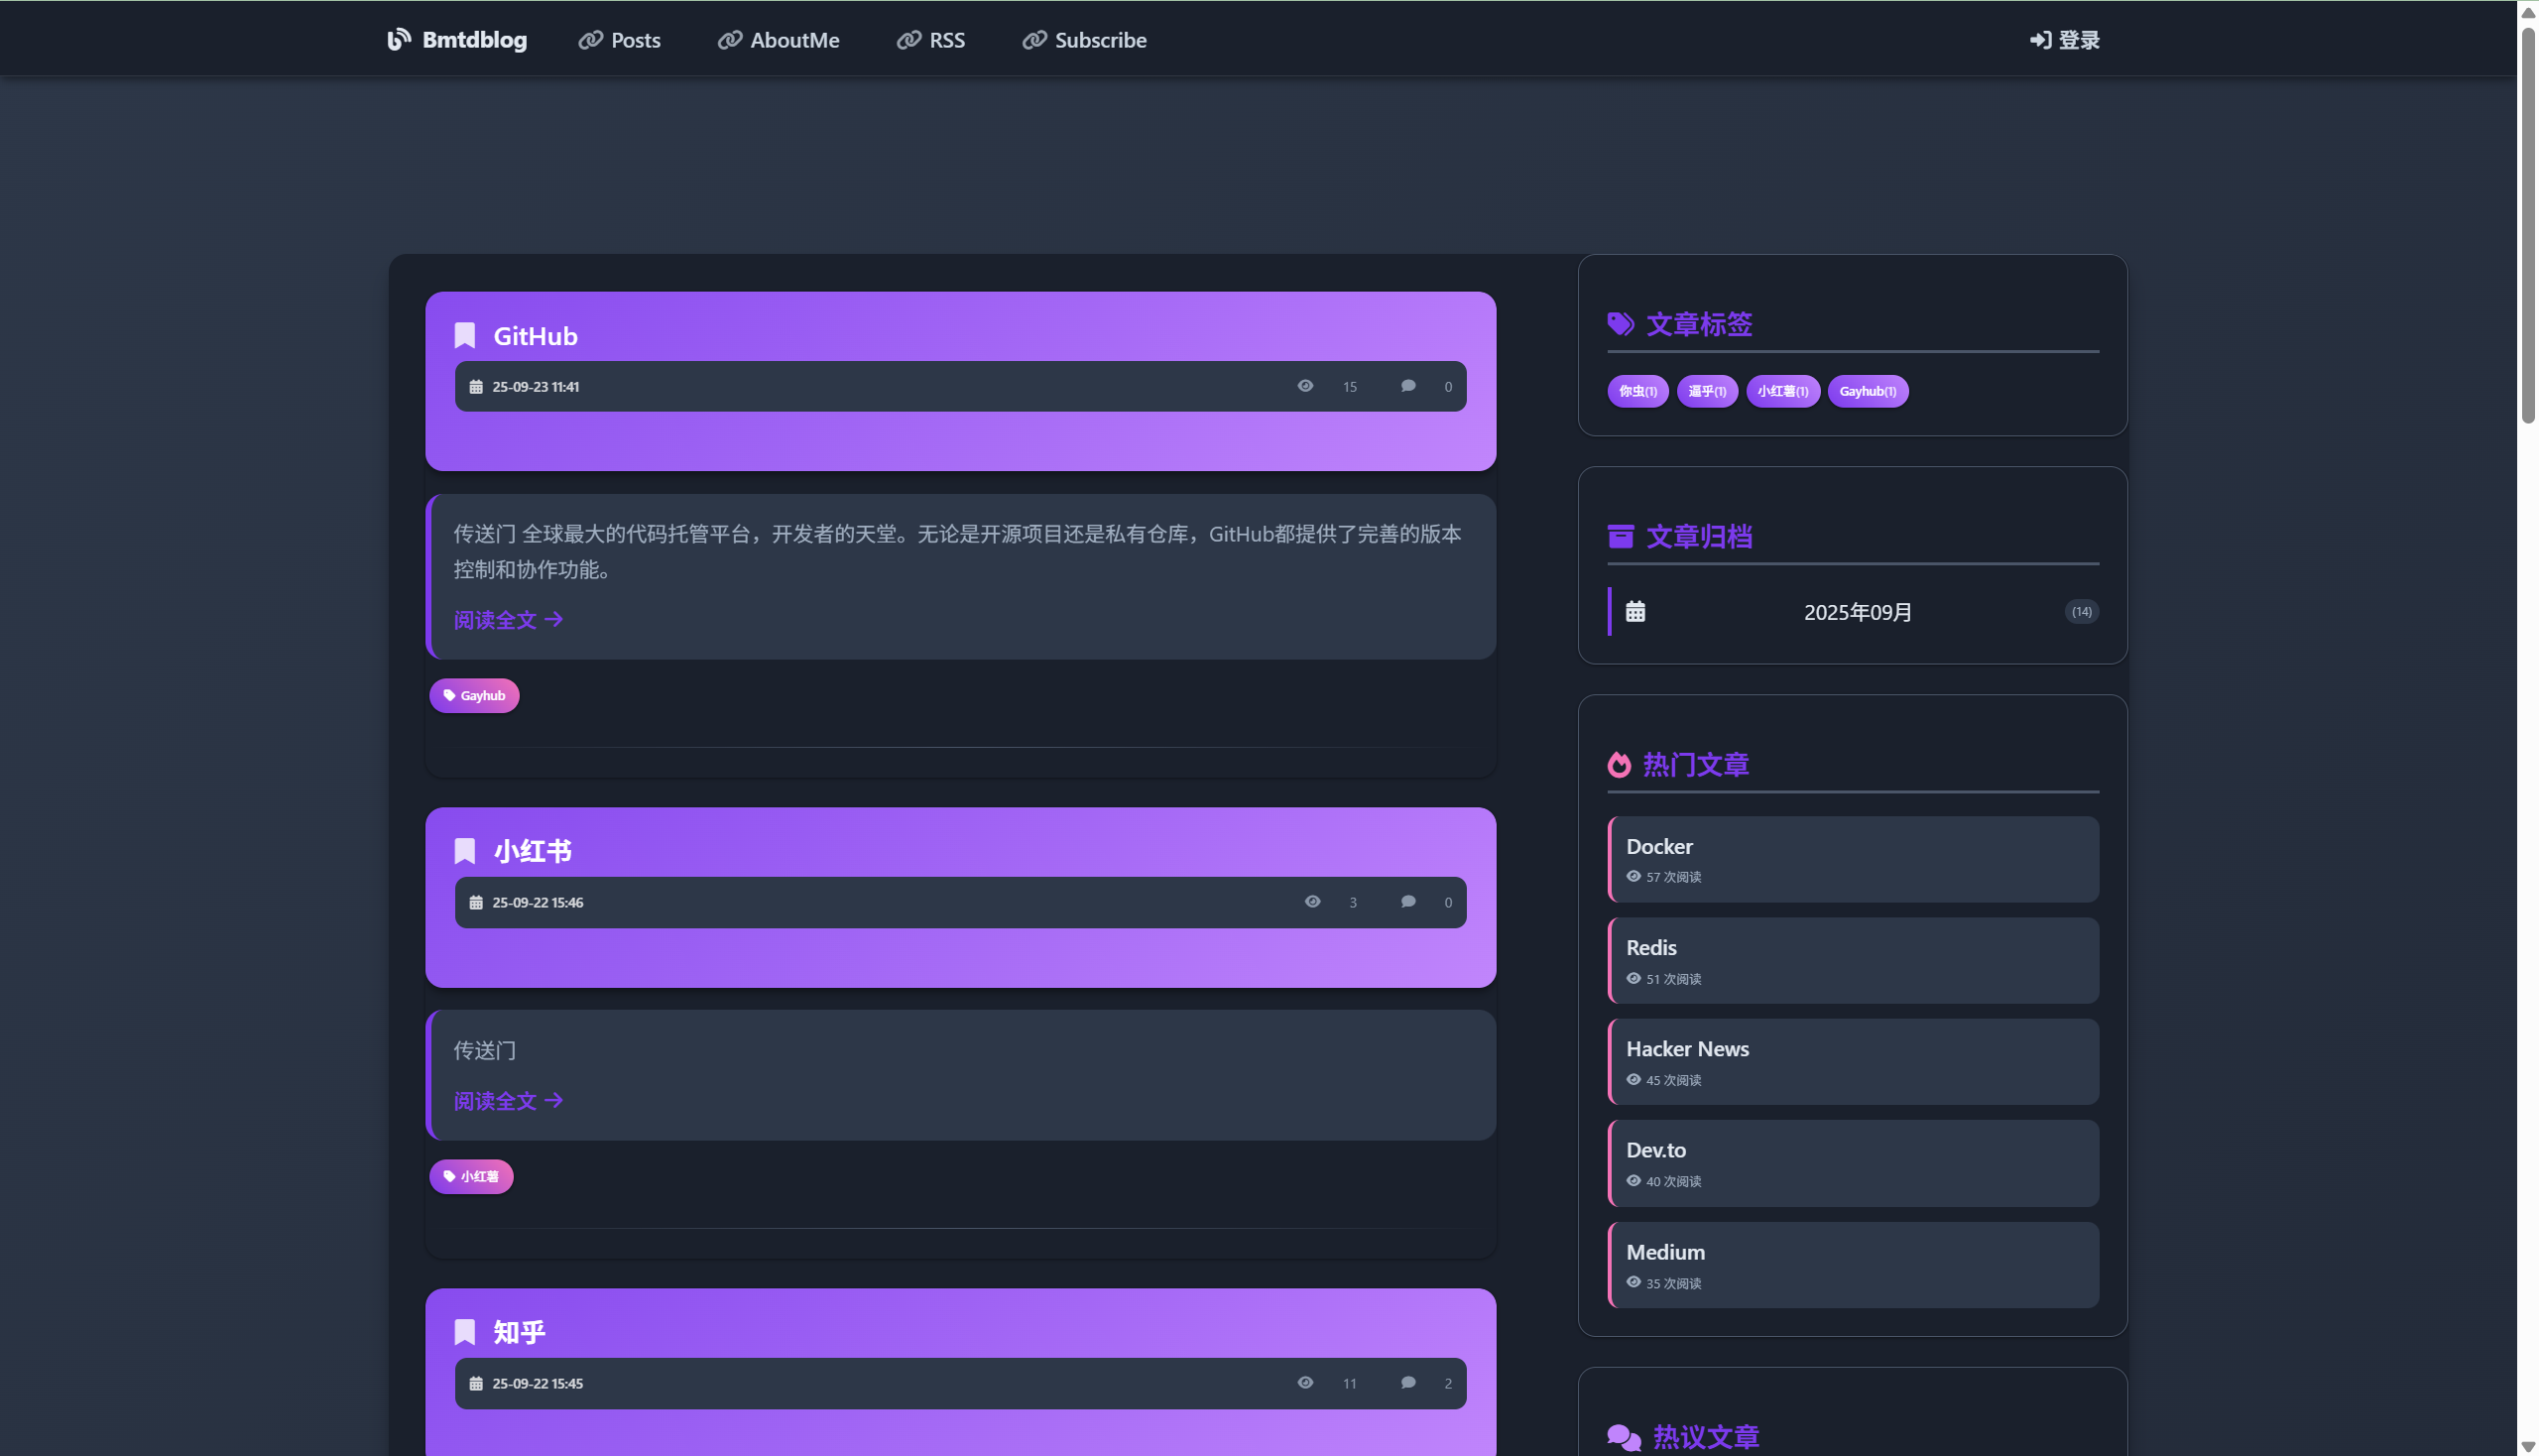 Bmtdblog
Posts
AboutMe
RSS
Subscribe
登录
GitHub
25-09-23 11:41
15
0
传送门 全球最大的代码托管平台，开发者的天堂。无论是开源项目还是私有仓库，GitHub都提供了完善的版本
控制和协作功能。
阅读全文
Gayhub
小红书
25-09-22 15:46
3
0
传送门
阅读全文
小红薯
知乎
25-09-22 15:45
11
2
文章标签
你虫(1)
逼乎(1)
小红薯(1)
Gayhub(1)
文章归档
2025年09月
(14)
热门文章
Docker
57 次阅读
Redis
51 次阅读
Hacker News
45 次阅读
Dev.to
40 次阅读
Medium
35 次阅读
热议文章